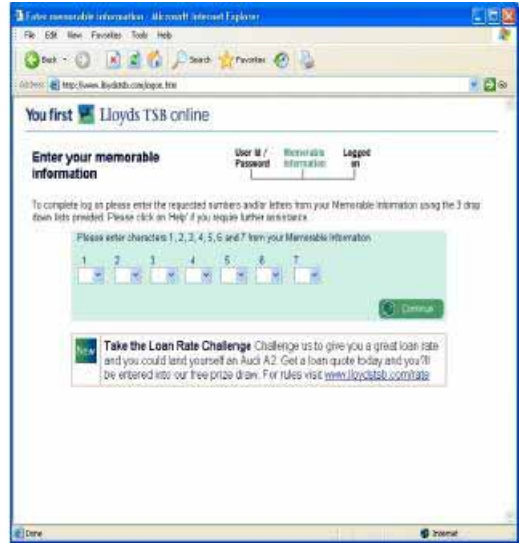 Enter memorable information - Microsoft Internet Explorer
File Edit View Favorites Tools Help
Back Search Favorites
Address http://www.lloydstsb.com/logon.htm
You first Lloyds TSB online
Enter your memorable information
User Id / Password Memorable Information Logged on
To complete log on please enter the requested numbers and/or letters from your Memorable Information using the 3 drop
down lists provided. Please click on 'Help' if you require further assistance.
Please enter characters 1, 2, 3, 4, 5, 6 and 7 from your Memorable Information
1 2 3 4 5 6 7
Continue
New Take the Loan Rate Challenge Challenge us to give you a great loan rate
and you could land yourself an Audi A2. Get a loan quote today and you?ll
be entered into our free prize draw. For rules visit www.lloydstsb.com/rate
Done Internet